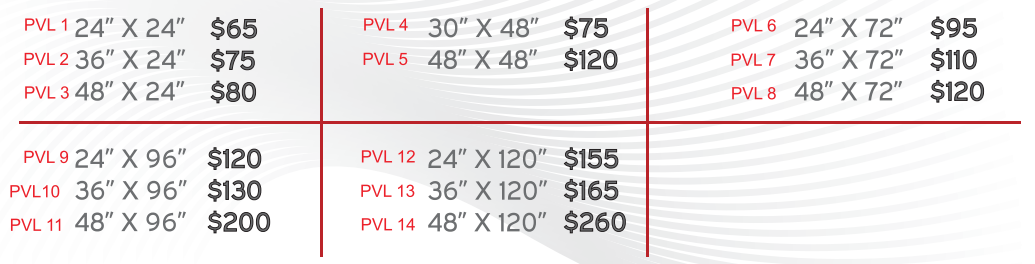 PVL 1 24” X 24” $65
PVL 2 36” X 24” $75
PVL 3 48” X 24” $80
PVL 4 30” X 48” $75
PVL 5 48” X 48” $120
PVL 6 24” X 72” $95
PVL 7 36” X 72” $110
PVL 8 48” X 72” $120
PVL 9 24” X 96” $120
PVL10 36” X 96” $130
PVL 11 48” X 96” $200
PVL 12 24” X 120” $155
PVL 13 36” X 120” $165
PVL 14 48” X 120” $260